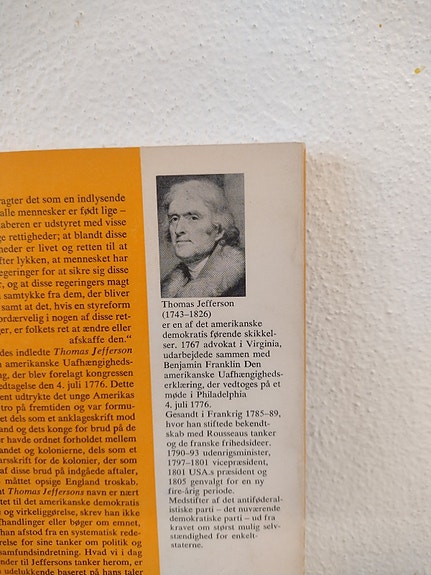 ragter det som en indlysende
alle mennesker er født lige –
aberen er udstyret med visse
ge rettigheder; at blandt disse
heder er livet og retten til at
fter lykken, at mennesket har
regeringer for at sikre sig disse
, og at disse regeringers magt
samtykke fra dem, der bliver
samt at det, hvis en styreform
ordærvelig i nogen af disse ret-
ger, er folkets ret at ændre eller
afskaffe den."
des indledte Thomas Jefferson
n amerikanske Uafhængigheds-
g, der blev forelagt kongressen
vedtagelse den 4. juli 1776. Dette
ent udtrykte det unge Amerikas
tro på fremtiden og var formu-
et dels som et anklageskrift mod
and og dets konge for brud på de
er havde ordnet forholdet mellem
andet og kolonierne, dels som et
arsskrift for de kolonier, der som
af disse brud på indgåede aftaler,
måttet opsige England troskab.
t Thomas Jeffersons navn er nært
tet til det amerikanske demokratis
e og virkeliggørelse, skrev han ikke
fhandlinger eller bøger om emnet,
han afstod fra en systematisk rede-
relse for sine tanker om politik og
samfundsindretning. Hvad vi i dag
nder til Jeffersons tanker herom, er
udelukkende baseret på hans taler
Thomas Jefferson
(1743–1826)
er en af det amerikanske
demokratis førende skikkel-
ser. 1767 advokat i Virginia,
udarbejdede sammen med
Benjamin Franklin Den
amerikanske Uafhængigheds-
erklæring, der vedtoges på et
møde i Philadelphia
4. juli 1776.
Gesandt i Frankrig 1785–89,
hvor han stiftede bekendt-
skab med Rousseaus tanker
og de franske frihedsideer.
1790–93 udenrigsminister,
1797–1801 vicepræsident,
1801 USA.s præsident og
1805 genvalgt for en ny
fire-årig periode.
Medstifter af det antiføderal-
istiske parti – det nuværende
demokratiske parti – ud fra
kravet om størst mulig selv-
stændighed for enkelt-
staterne.